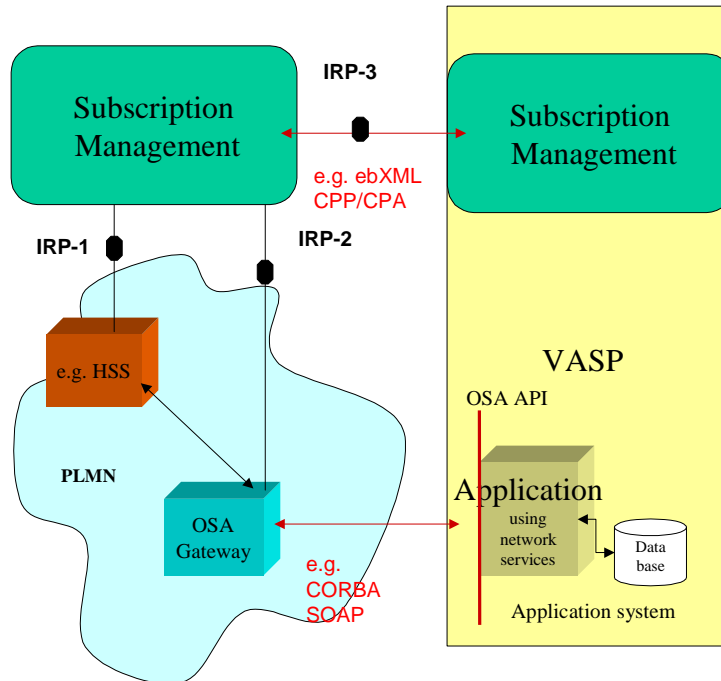 IRP-3
Subscription
Management
Subscription
Management
e.g. ebXML
CPP/CPA
IRP-1
IRP-2
e.g. HSS
VASP
OSA API
PLMN
Application
using
network
services
OSA
Gateway
Data
base
e.g.
CORBA
SOAP
Application system